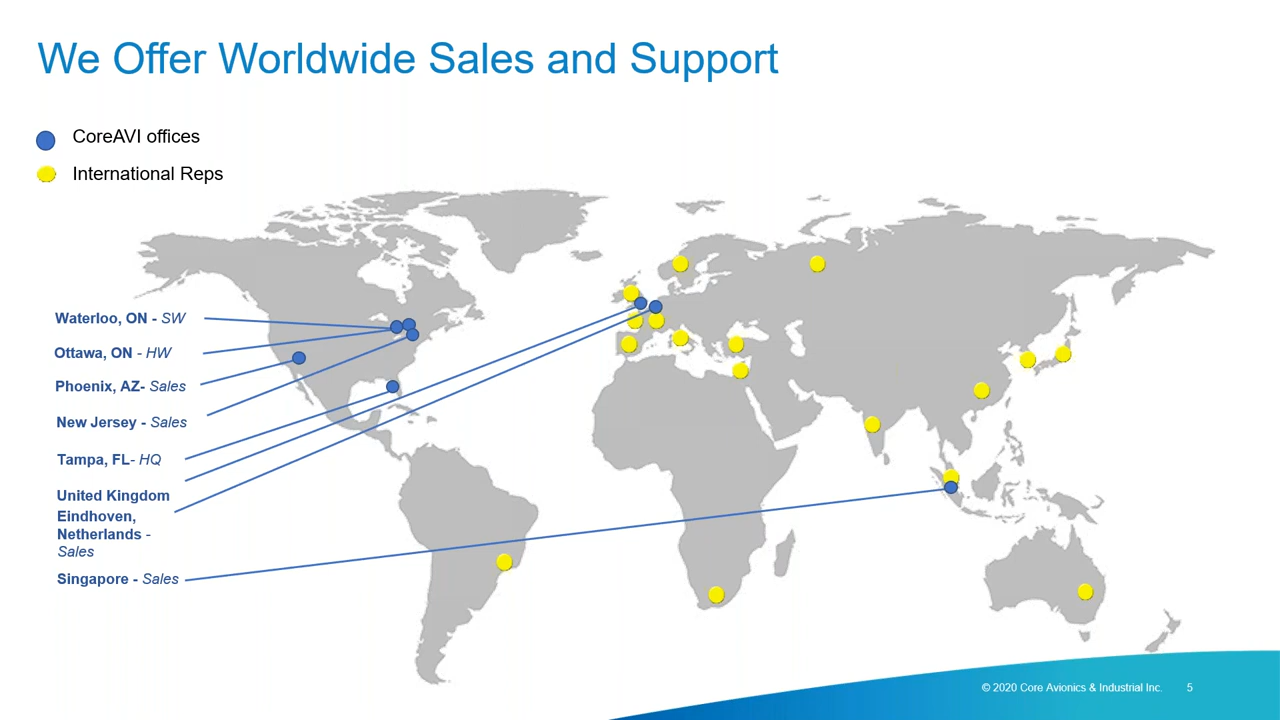 We Offer Worldwide Sales and Support
CoreAVI offices
International Reps
Waterloo, ON - SW
Ottawa, ON - HW
Phoenix, AZ- Sales
New Jersey - Sales
Tampa, FL- HQ
United Kingdom
Eindhoven,
Netherlands -
Sales
Singapore - Sales
© 2020 Core Avionics & Industrial Inc.
5